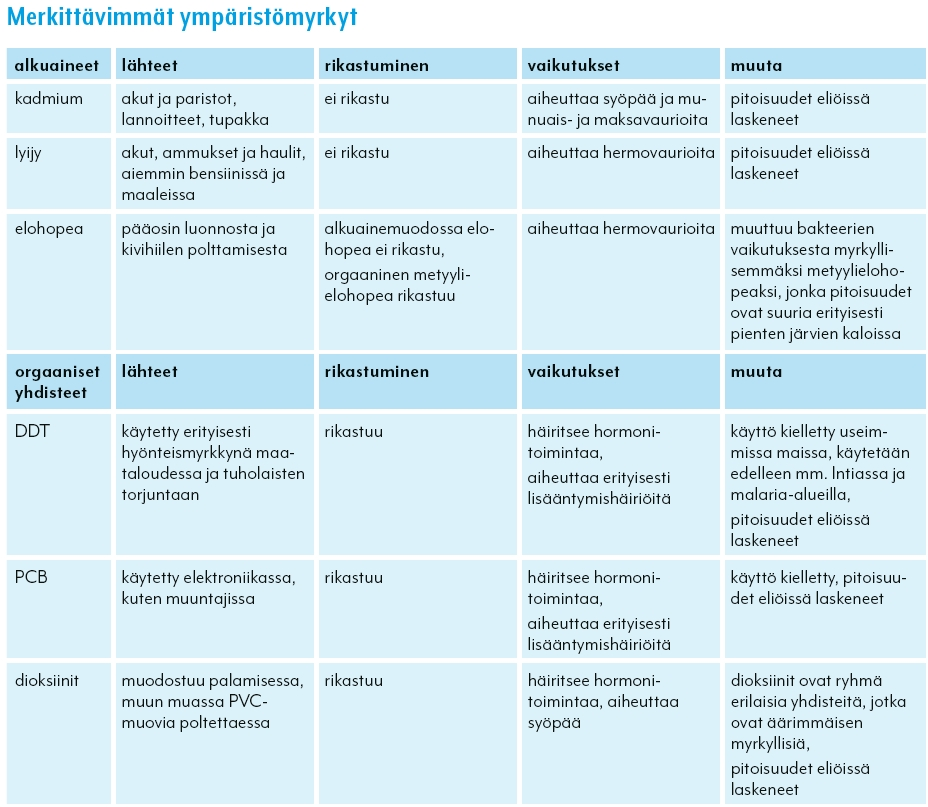 Merkittävimmät ympäristömyrkyt
alkuaineet
lähteet
rikastuminen
vaikutukset
muuta
kadmium
akut ja paristot,
lannoitteet, tupakka
ei rikastu
aiheuttaa syöpää ja mu-
nuais- ja maksavaurioita
pitoisuudet eliöissä
laskeneet
lyijy
akut, ammukset ja haulit,
aiemmin bensiinissä ja
maaleissa
ei rikastu
aiheuttaa hermovaurioita
pitoisuudet eliöissä
laskeneet
elohopea
pääosin luonnosta ja
kivihiilen polttamisesta
alkuainemuodossa elo-
hopea ei rikastu,
orgaaninen metyyli-
elohopea rikastuu
aiheuttaa hermovaurioita
muuttuu bakteerien
vaikutuksesta myrkylli-
semmäksi metyylieloho-
peaksi, jonka pitoisuudet
ovat suuria erityisesti
pienten järvien kaloissa
orgaaniset
yhdisteet
lähteet
rikastuminen
vaikutukset
muuta
DDT
käytetty erityisesti
hyönteismyrkkynä maa-
taloudessa ja tuholaisten
torjuntaan
rikastuu
häiritsee hormoni-
toimintaa,
aiheuttaa erityisesti
lisääntymishäiriöitä
käyttö kielletty useim-
missa maissa, käytetään
edelleen mm. Intiassa ja
malaria-alueilla,
pitoisuudet eliöissä
laskeneet
PCB
käytetty elektroniikassa,
kuten muuntajissa
rikastuu
häiritsee hormoni-
toimintaa,
aiheuttaa erityisesti
lisääntymishäiriöitä
käyttö kielletty, pitoisuu-
det eliöissä laskeneet
dioksiinit
muodostuu palamisessa,
muun muassa PVC-
muovia poltettaessa
rikastuu
häiritsee hormoni-
toimintaa, aiheuttaa
syöpää
dioksiinit ovat ryhmä
erilaisia yhdisteitä, jotka
ovat äärimmäisen
myrkyllisiä,
pitoisuudet eliöissä
laskeneet